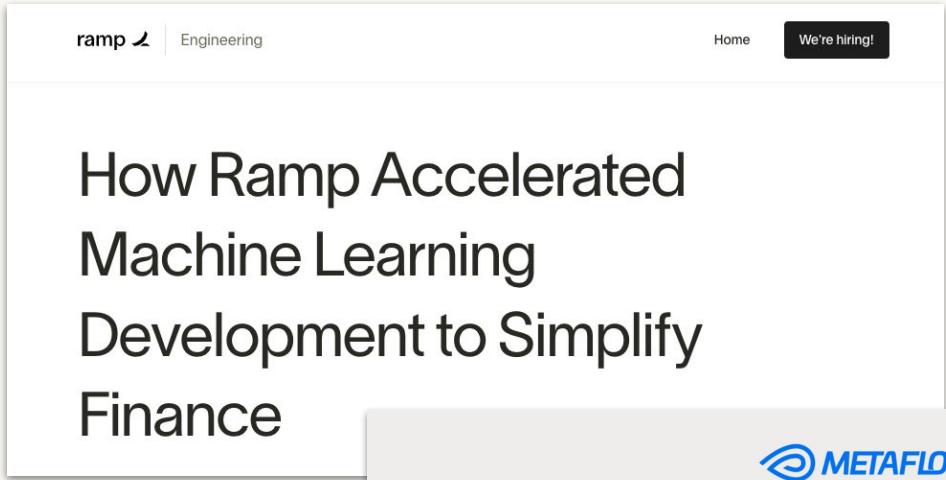 ramp Engineering Home We're hiring!
How Ramp Accelerated
Machine Learning
Development to Simplify
Finance
METAFLO